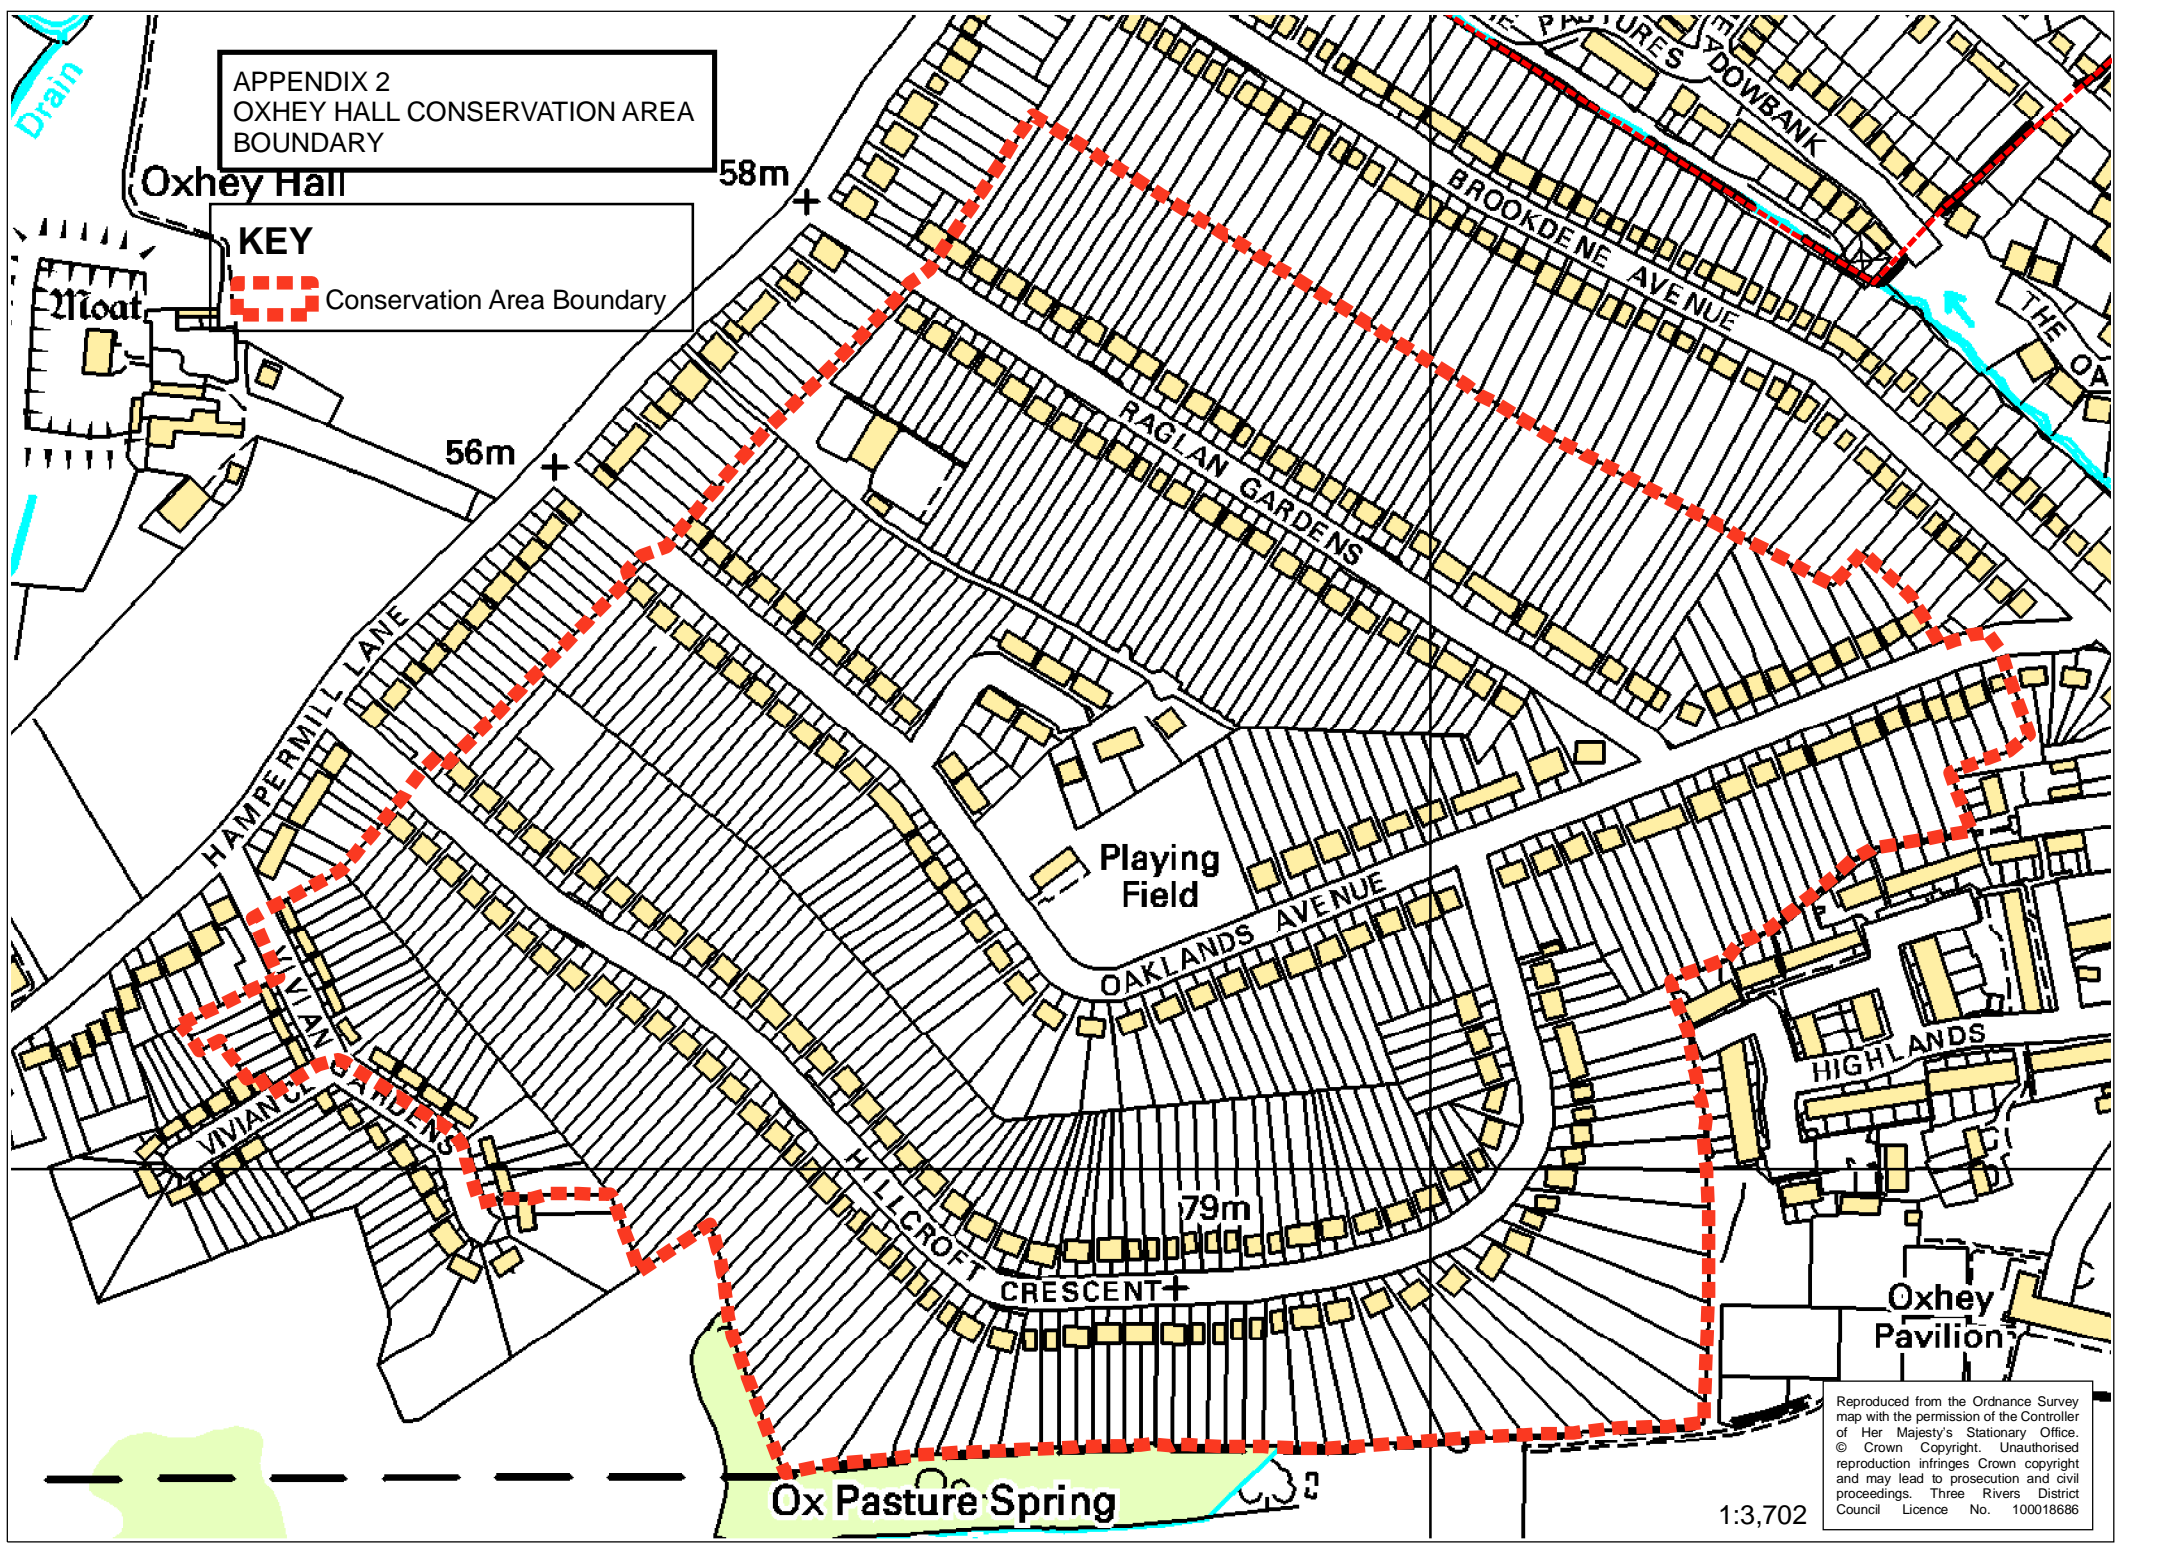 APPENDIX 2
OXHEY HALL CONSERVATION AREA
BOUNDARY
Drain
Oxhey Hall
58m
KEY
Conservation Area Boundary
Moat
56m
BROOKDENE AVENUE
THE OA
RAGLAN GARDENS
HAMPERMILL LANE
Playing
Field
OAKLANDS AVENUE
VIVIAN GARDENS
VIVIAN
HIGHLANDS
HILLCROFT
79m
CRESCENT
Oxhey
Pavilion
Ox Pasture Spring
1:3,702
Reproduced from the Ordnance Survey
map with the permission of the Controller
of Her Majesty's Stationary Office.
© Crown Copyright. Unauthorised
reproduction infringes Crown copyright
and may lead to prosecution and civil
proceedings. Three Rivers District
Council Licence No. 100018686